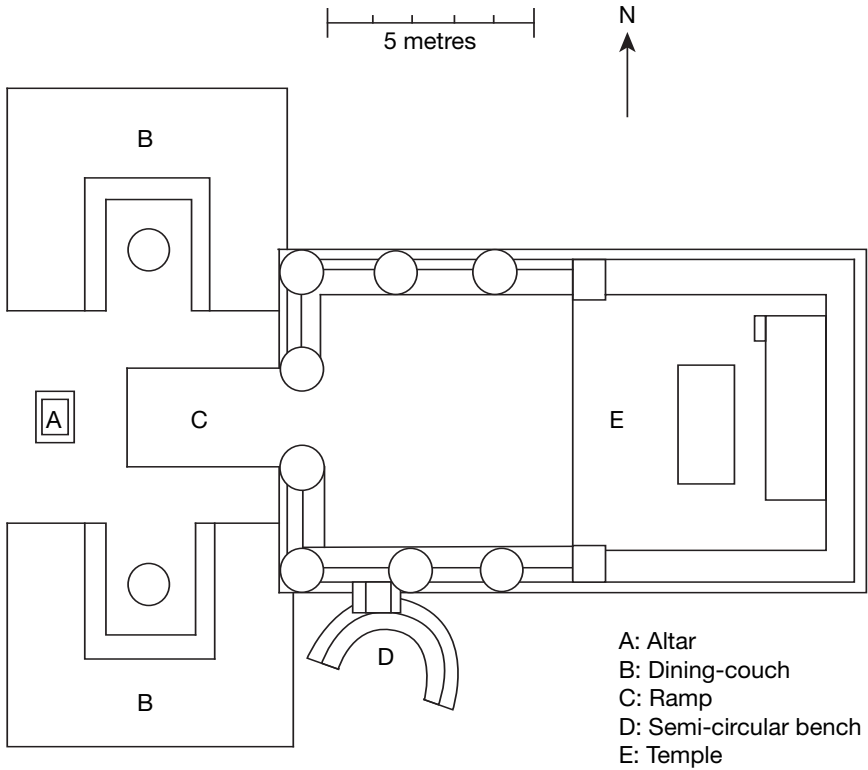 5 metres
N
B
A
C
E
D
B
A: Altar
B: Dining-couch
C: Ramp
D: Semi-circular bench
E: Temple